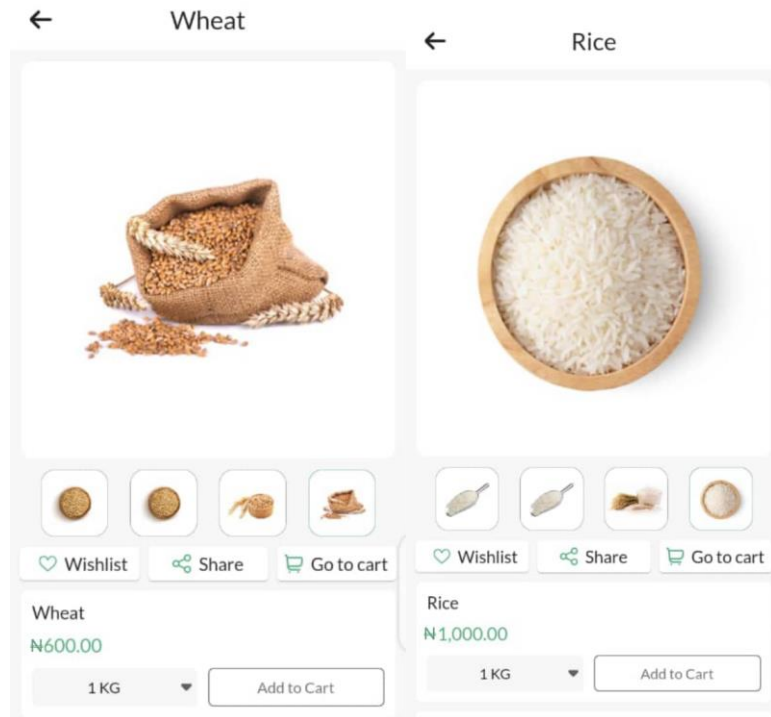 Wheat
Wishlist
Share
Go to cart
Wheat
₦600.00
1 KG
Add to Cart
Rice
Wishlist
Share
Go to cart
Rice
₦1,000.00
1 KG
Add to Cart